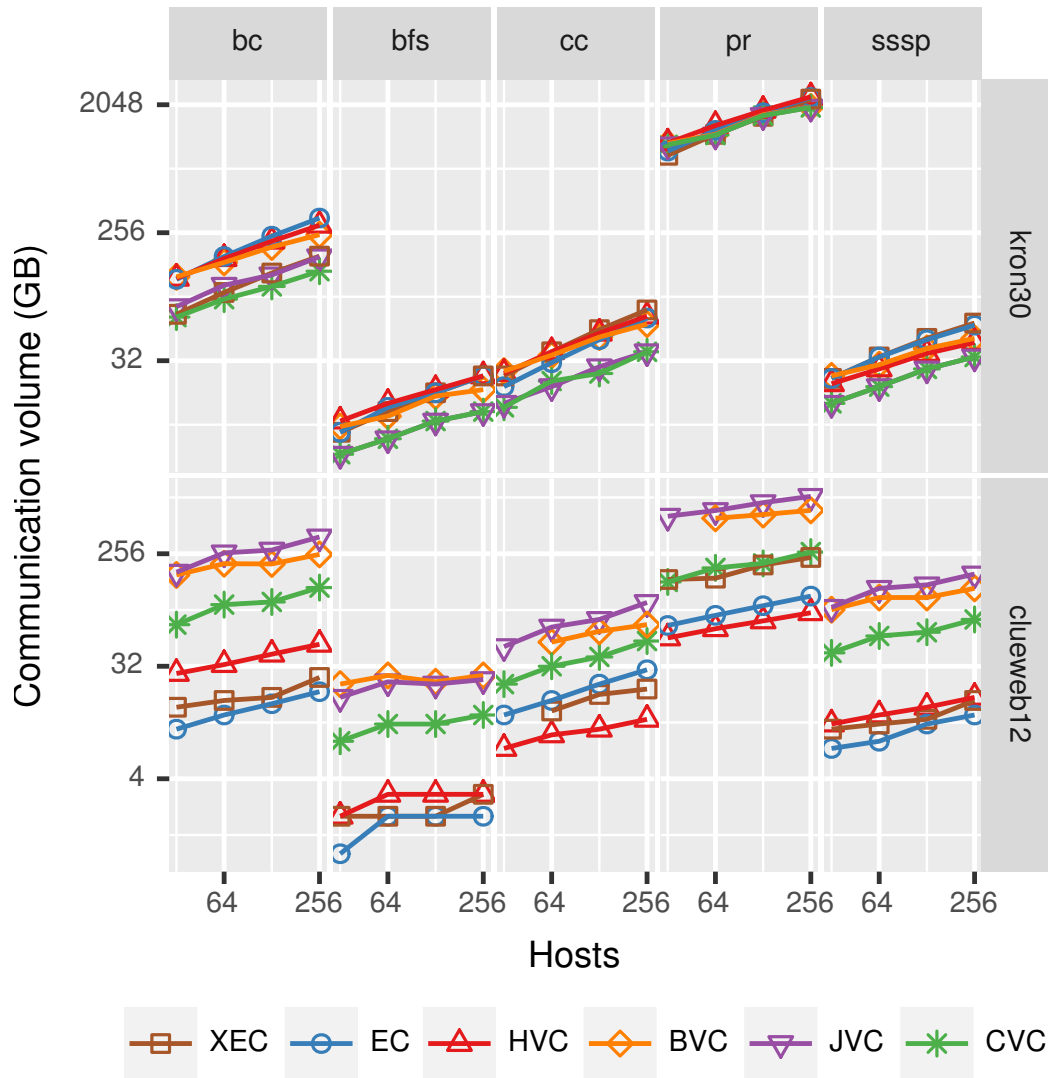 bc bfs cc pr sssp
2048
256
32
kron30
256
32
4
clueweb12
64 256 64 256 64 256 64 256 64 256
Communication volume (GB)
Hosts
XEC EC HVC BVC JVC CVC